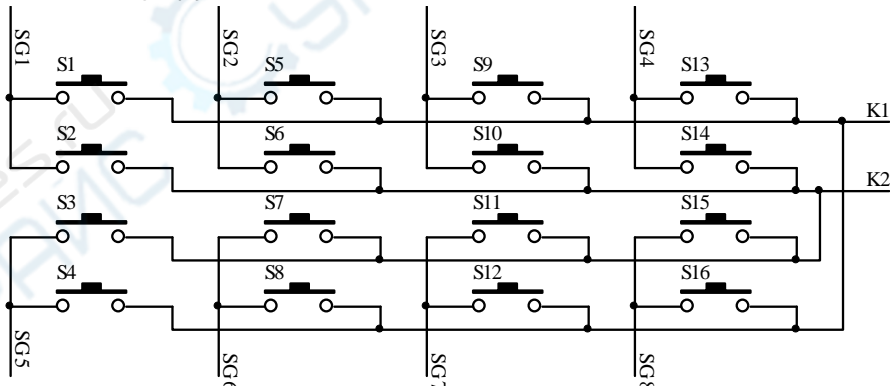 SG1 SG2 SG3 SG4
S1 S5 S9 S13
K1
S2 S6 S10 S14
K2
S3 S7 S11 S15
S4 S8 S12 S16
SG5 SG6 SG7 SG8